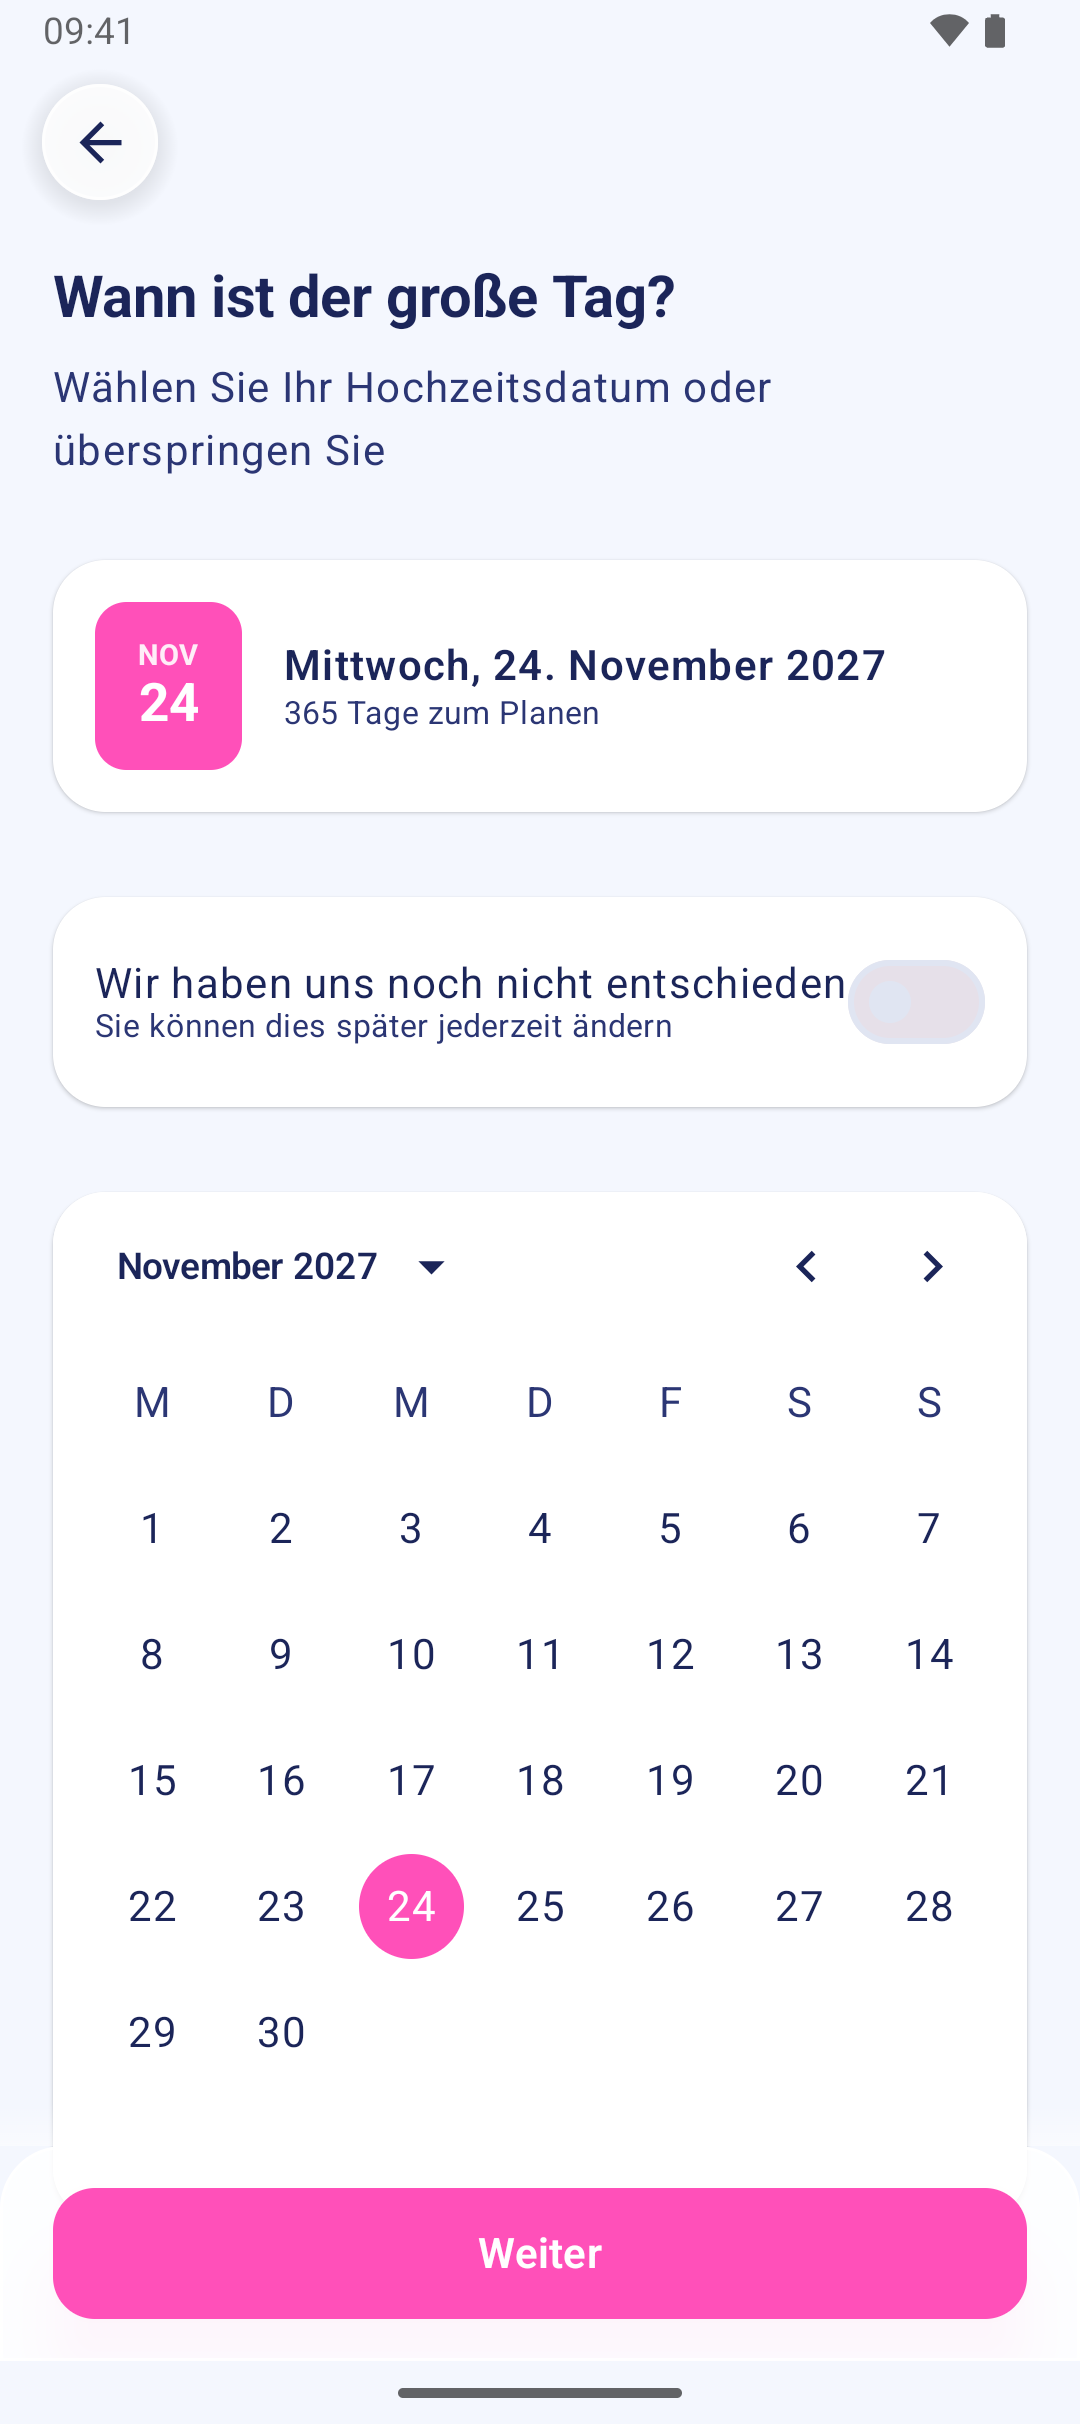 09:41
Wann ist der große Tag?
Wählen Sie Ihr Hochzeitsdatum oder
überspringen Sie
NOV
24
Mittwoch, 24. November 2027
365 Tage zum Planen
Wir haben uns noch nicht entschieden
Sie können dies später jederzeit ändern
November 2027
M D M D F S S
1 2 3 4 5 6 7
8 9 10 11 12 13 14
15 16 17 18 19 20 21
22 23 24 25 26 27 28
29 30
Weiter